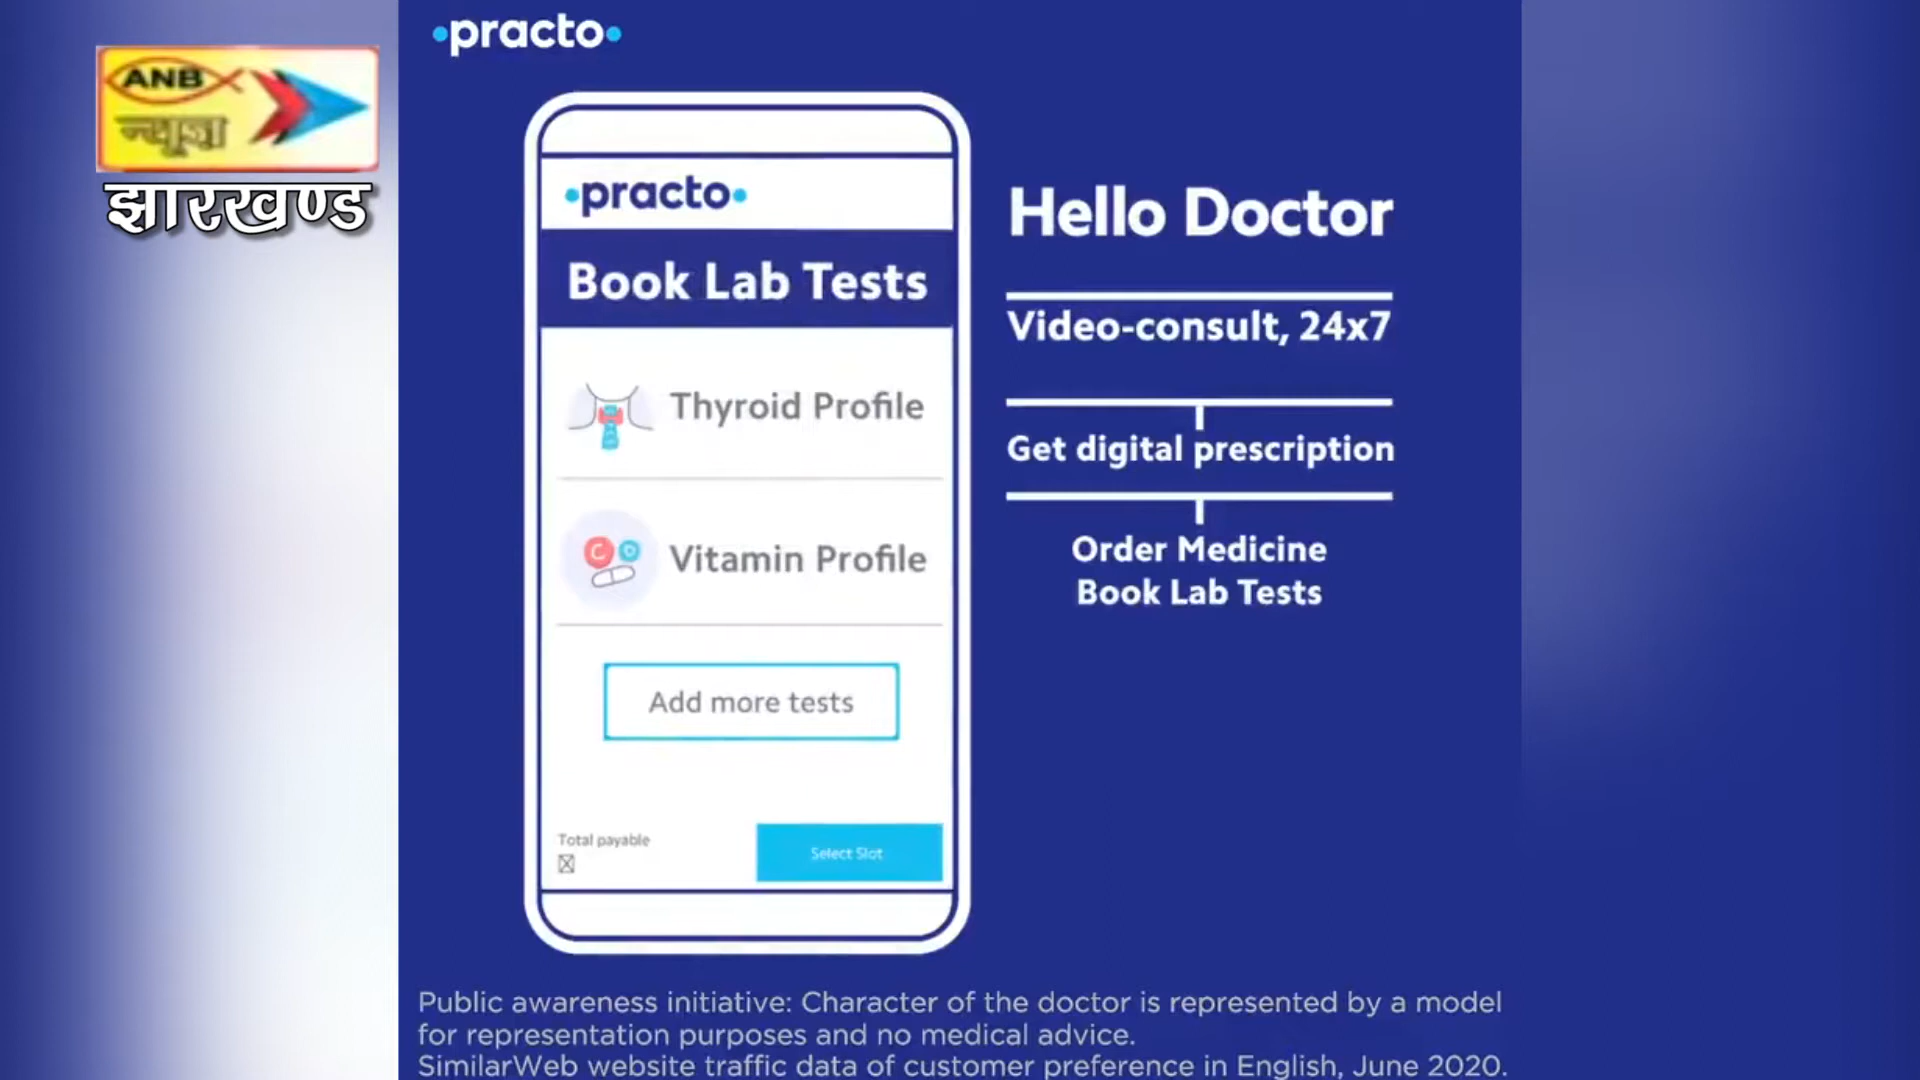 ANB
न्यूज़
झारखण्ड
practo
practo
Book Lab Tests
Thyroid Profile
C D
Vitamin Profile
Add more tests
Total payable
Select Slot
Hello Doctor
Video-consult, 24x7
Get digital prescription
Order Medicine
Book Lab Tests
Public awareness initiative: Character of the doctor is represented by a model
for representation purposes and no medical advice.
SimilarWeb website traffic data of customer preference in English, June 2020.